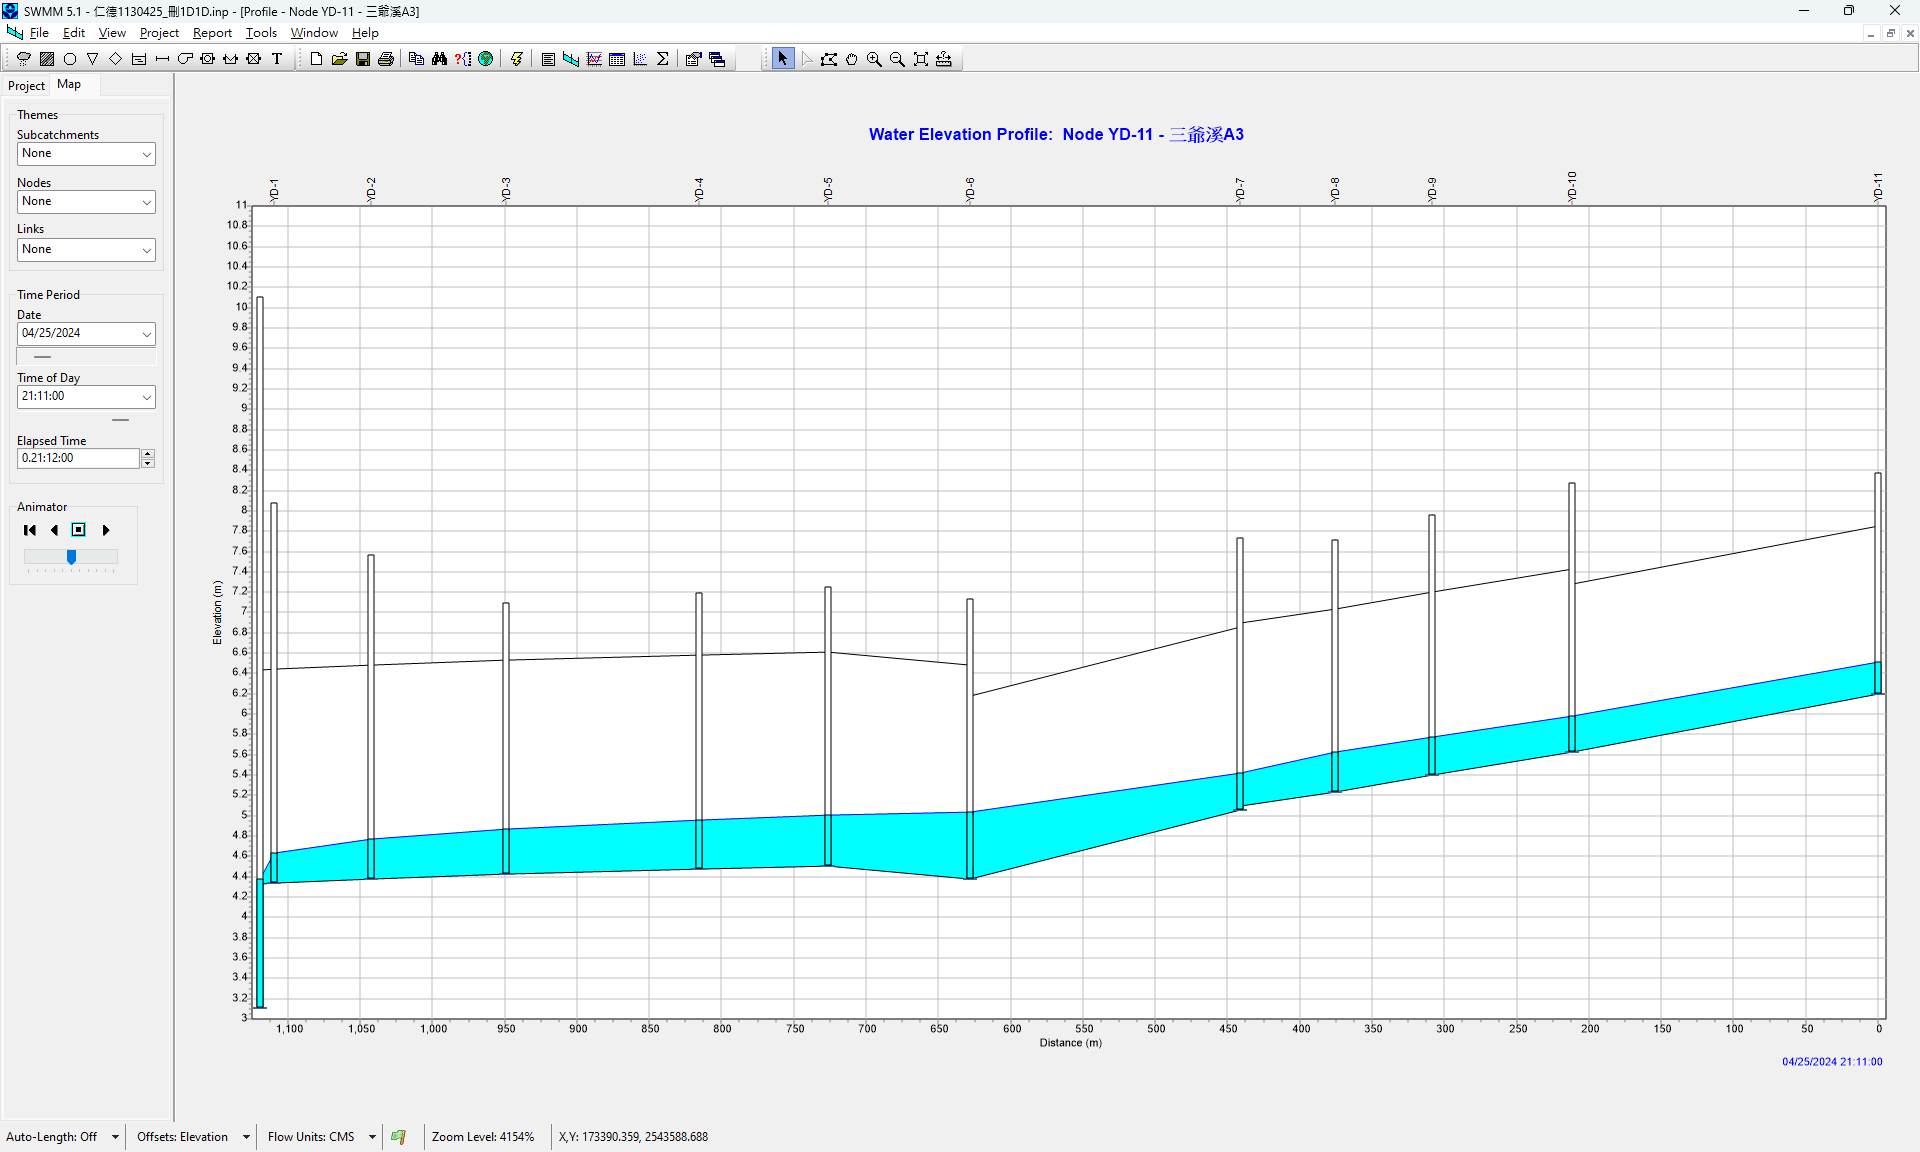 SWMM 5.1 - 仁德1130425_刪1D1D.inp - [Profile - Node YD-11 - 三爺溪A3]
File Edit View Project Report Tools Window Help
Project Map
Themes
Subcatchments
None
Nodes
None
Links
None
Time Period
Date
04/25/2024
Time of Day
21:11:00
Elapsed Time
0.21:12:00
Animator
Water Elevation Profile: Node YD-11 - 三爺溪A3
YD-1 YD-2 YD-3 YD-4 YD-5 YD-6 YD-7 YD-8 YD-9 YD-10 YD-11
11
10.8
10.6
10.4
10.2
10
9.8
9.6
9.4
9.2
9
8.8
8.6
8.4
8.2
8
7.8
7.6
7.4
7.2
7
6.8
6.6
6.4
6.2
6
5.8
5.6
5.4
5.2
5
4.8
4.6
4.4
4.2
4
3.8
3.6
3.4
3.2
3
Elevation (m)
1,100 1,050 1,000 950 900 850 800 750 700 650 600 550 500 450 400 350 300 250 200 150 100 50 0
Distance (m)
04/25/2024 21:11:00
Auto-Length: Off Offsets: Elevation Flow Units: CMS Zoom Level: 4154% X,Y: 173390.359, 2543588.688